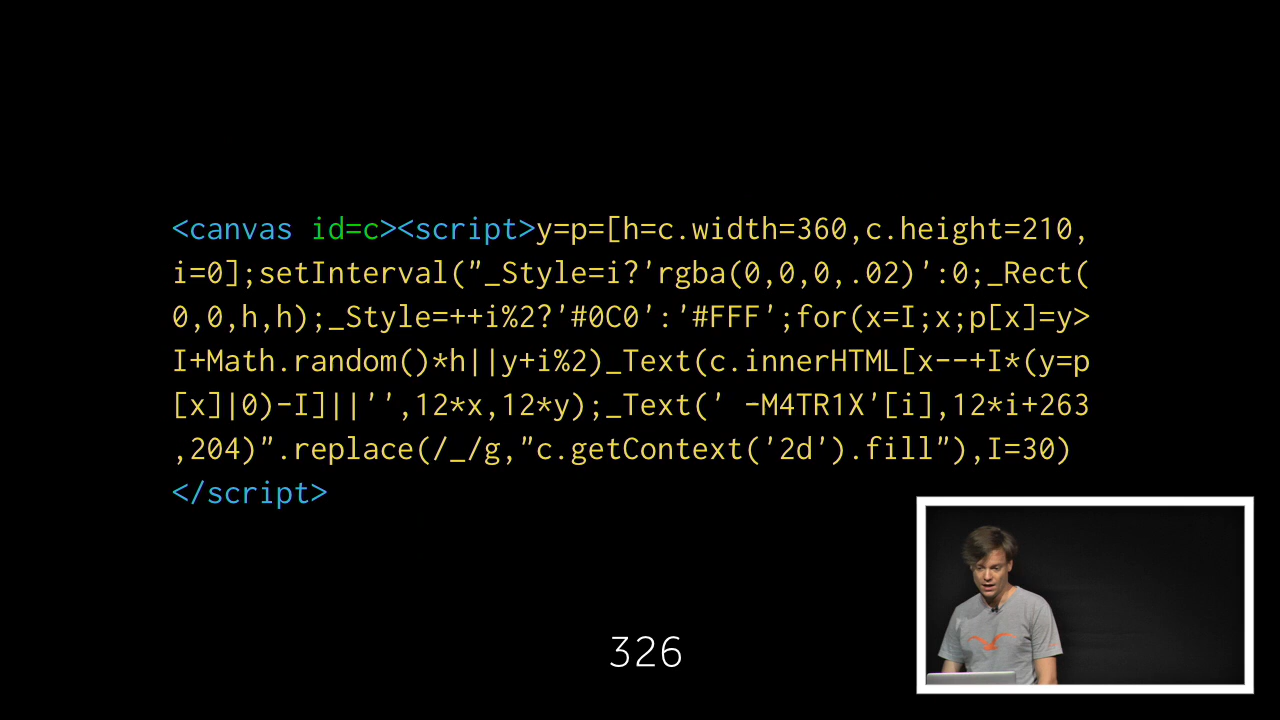 <canvas id=c><script>y=p=[h=c.width=360,c.height=210,
i=0];setInterval("_Style=i?'rgba(0,0,0,.02)':0;_Rect(
0,0,h,h);_Style=++i%2?'#0C0':'#FFF';for(x=I;x;p[x]=y>
I+Math.random()*h||y+i%2)_Text(c.innerHTML[x--+I*(y=p
[x]|0)-I]||'',12*x,12*y);_Text(' -M4TR1X'[i],12*i+263
,204)".replace(/_/g,"c.getContext('2d').fill"),I=30)
</script>
326